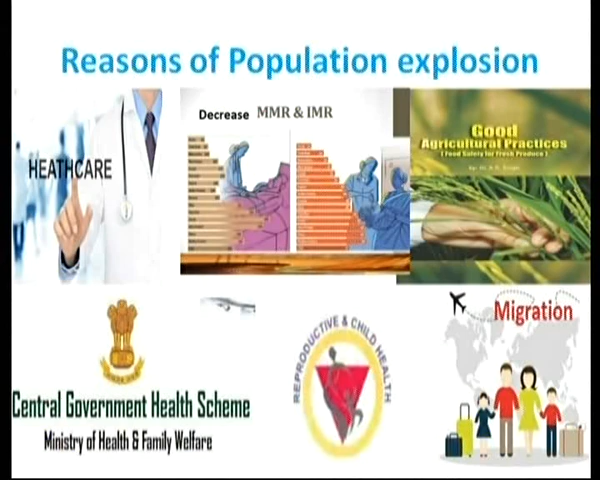 Reasons of Population explosion
HEATHCARE
Decrease MMR & IMR
Good
Agricultural Practices
( Food Safety for Fresh Produce )
Central Government Health Scheme
Ministry of Health & Family Welfare
REPRODUCTIVE & CHILD HEALTH
Migration